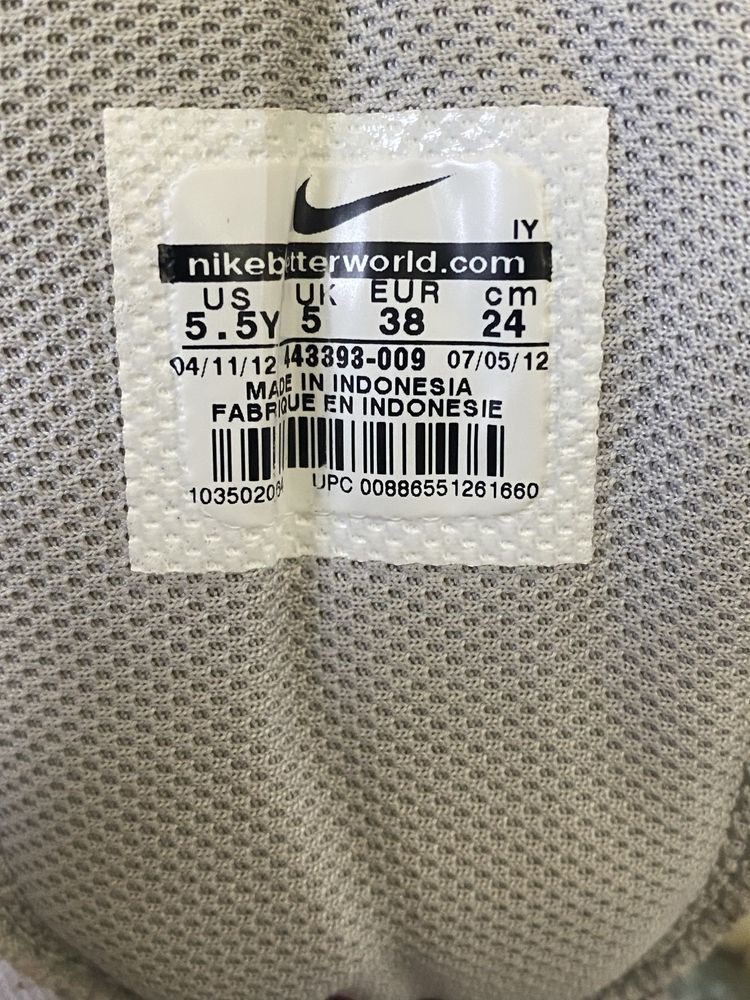 IY
nikebetterworld.com
US UK EUR cm
5.5Y 5 38 24
04/11/12 443393-009 07/05/12
MADE IN INDONESIA
FABRIQUE EN INDONESIE
103502064 UPC 00886551261660